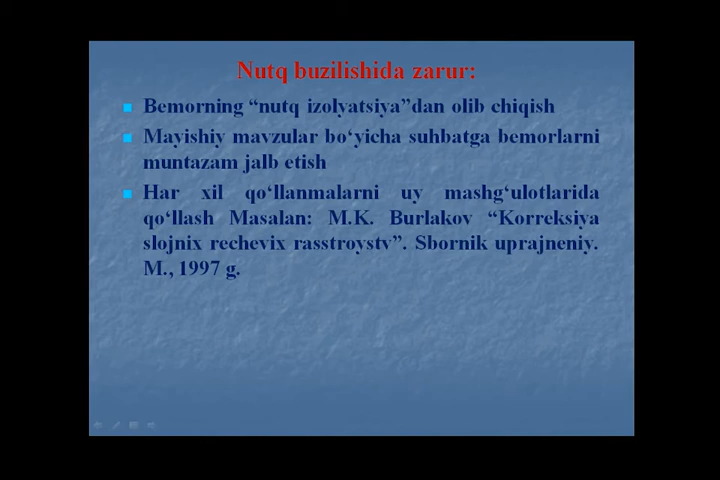 Nutq buzilishida zarur:
Bemorning “nutq izolyatsiya”dan olib chiqish
Mayishiy mavzular bo‘yicha suhbatga bemorlarni
muntazam jalb etish
Har xil qo‘llanmalarni uy mashg‘ulotlarida
qo‘llash Masalan: M.K. Burlakov “Korreksiya
slojnix rechevix rasstroystv”. Sbornik uprajneniy.
M., 1997 g.